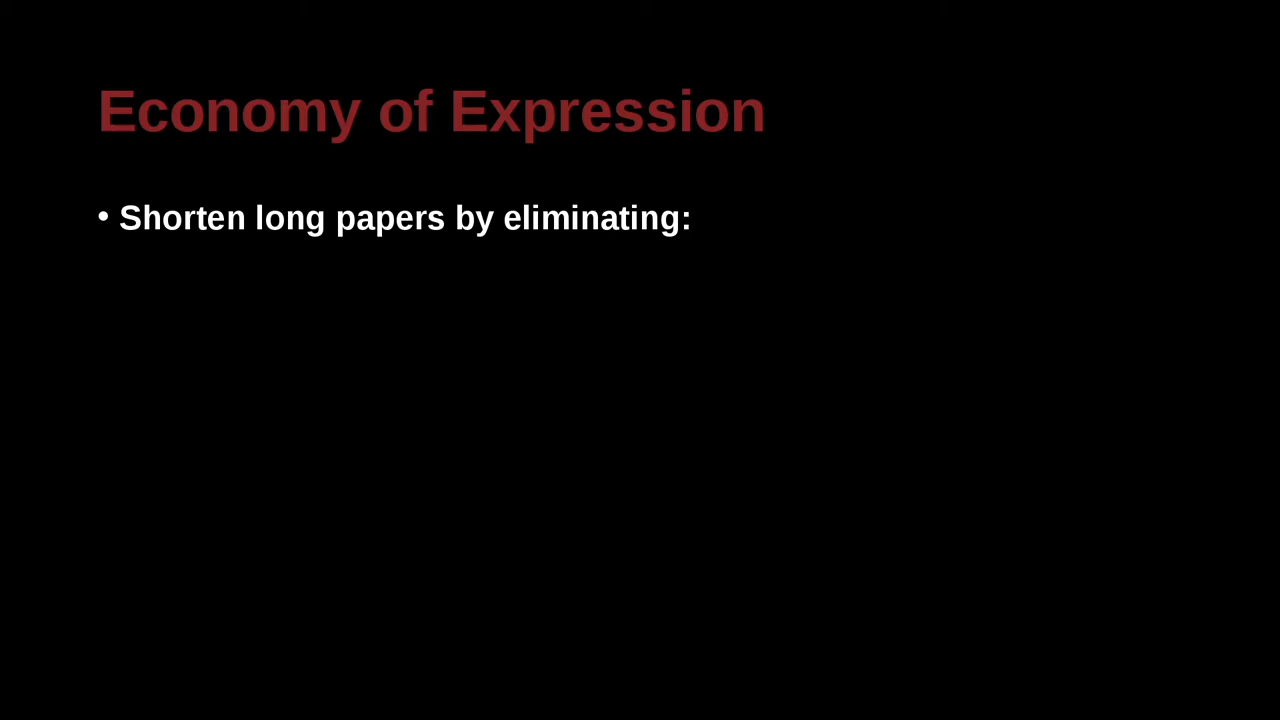 Economy of Expression
• Shorten long papers by eliminating: